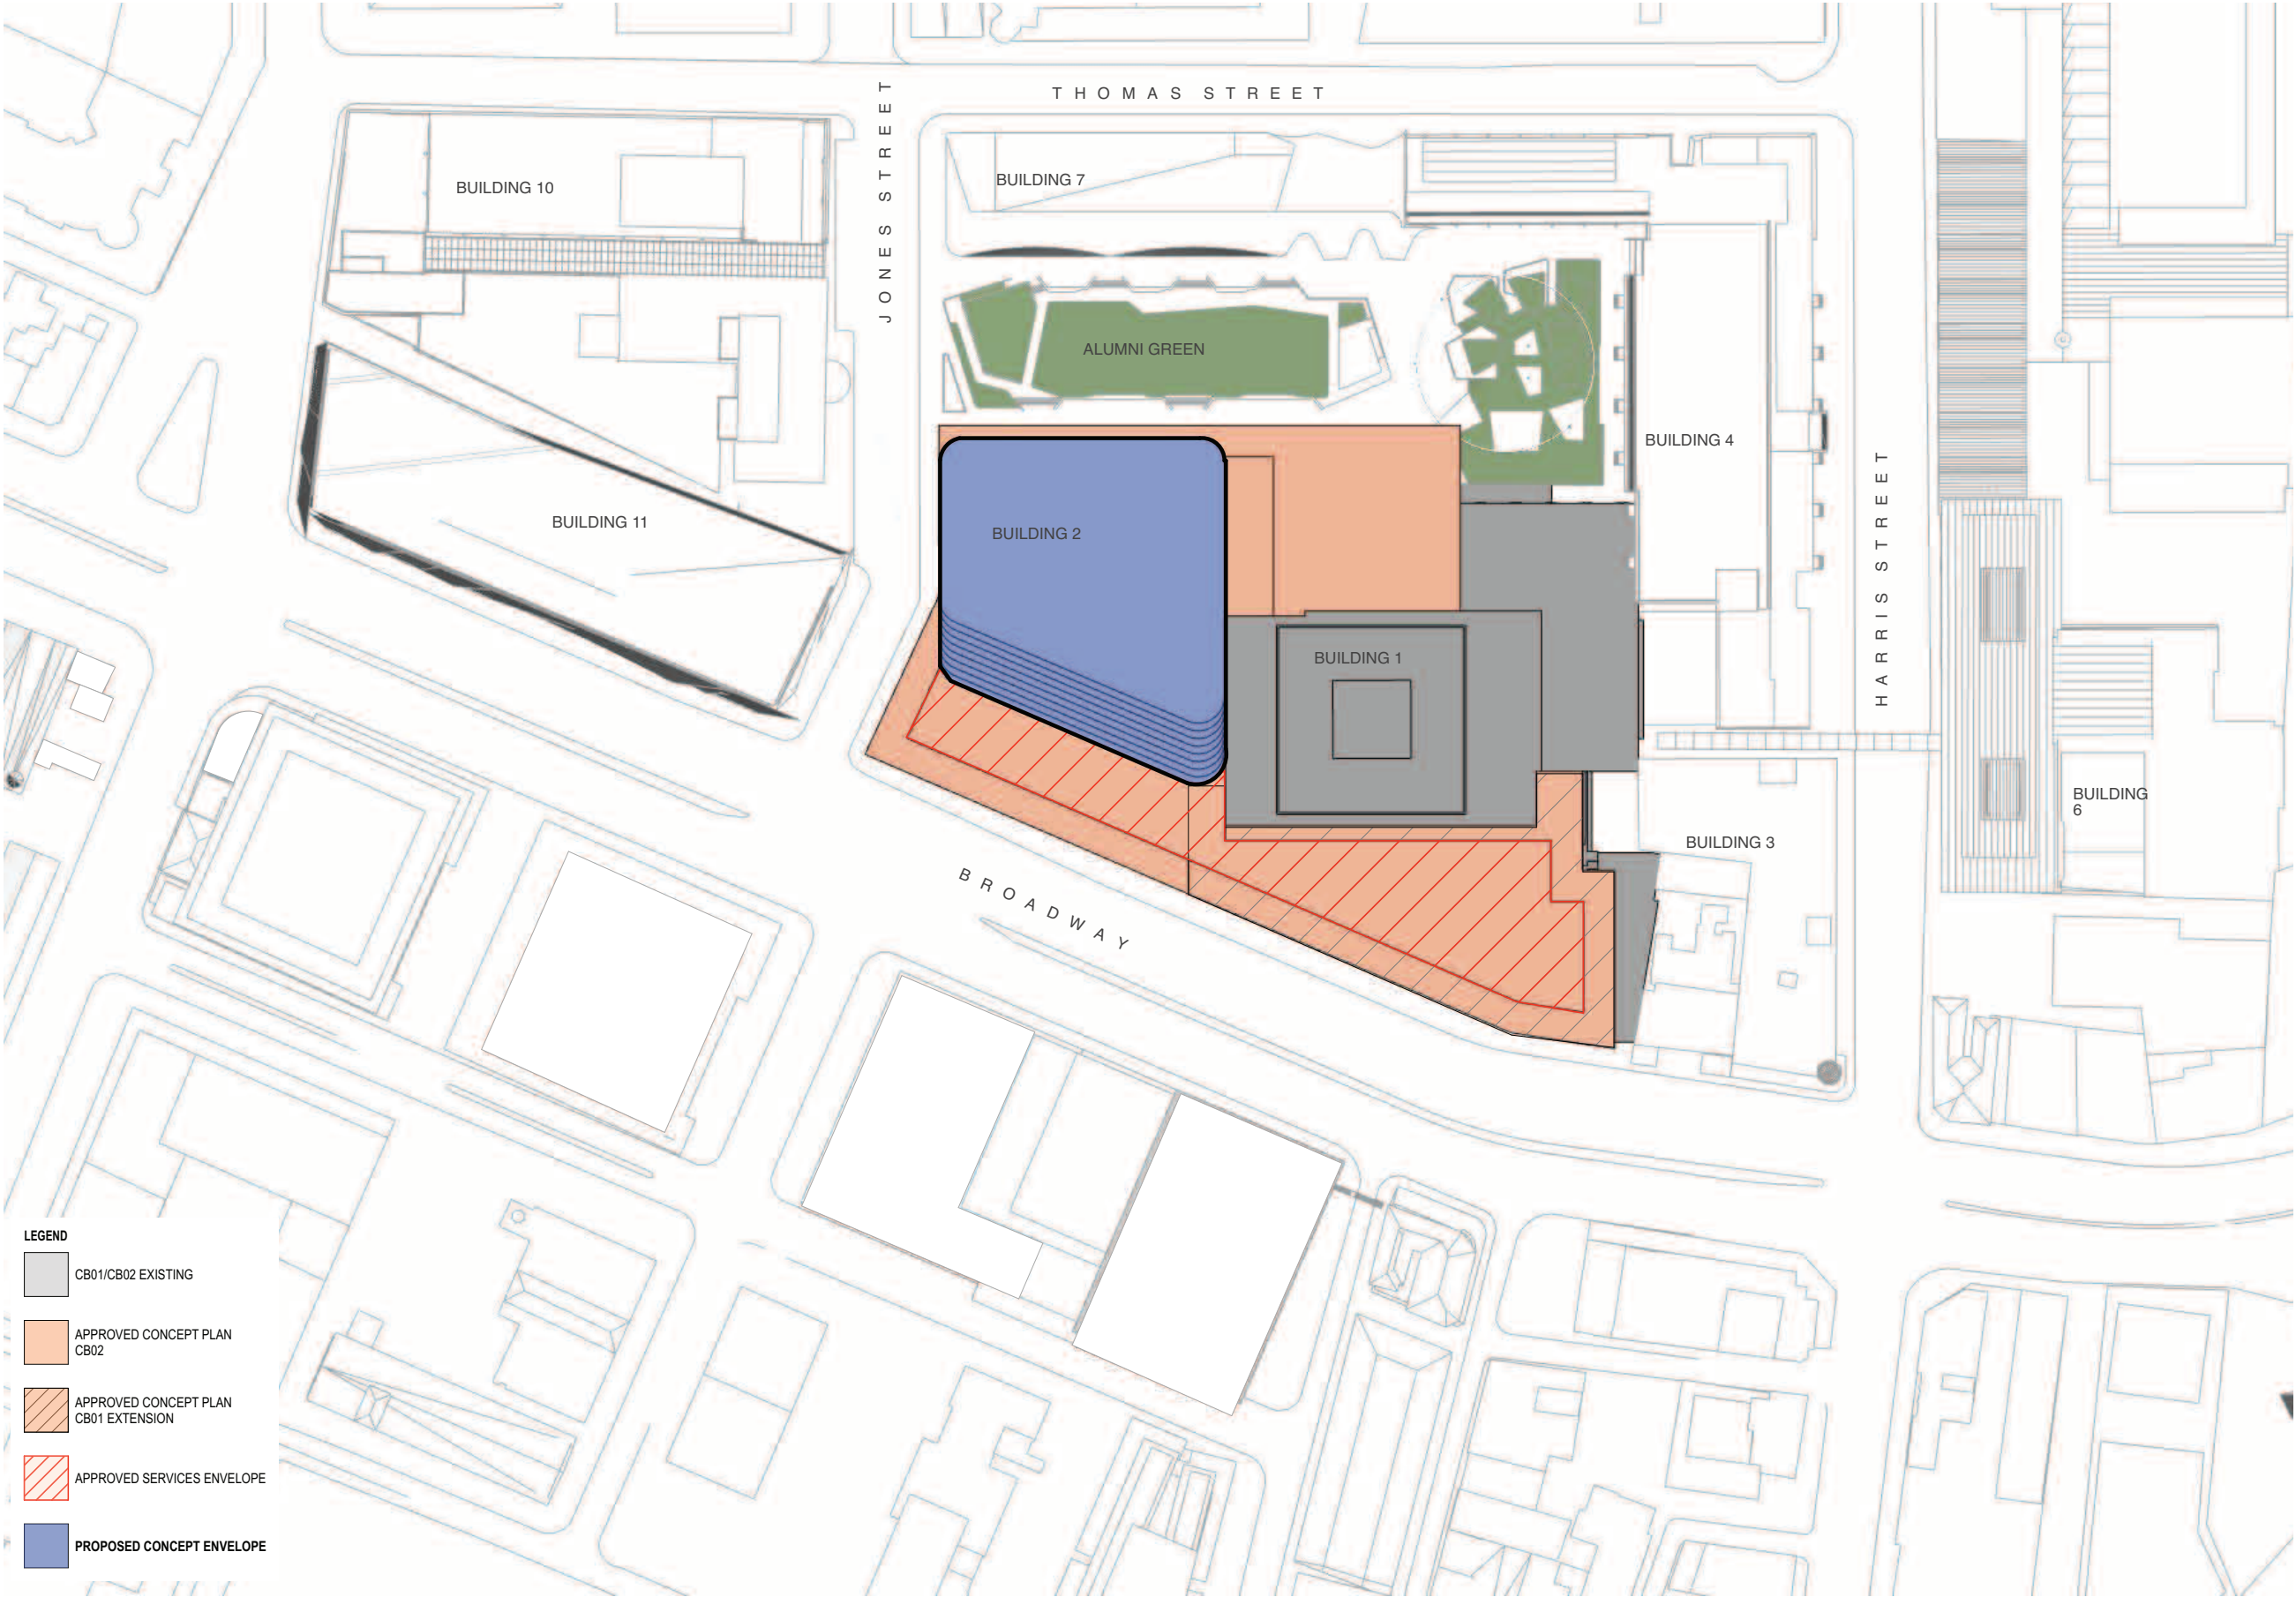 THOMAS STREET
JONES STREET
BUILDING 7
BUILDING 10
ALUMNI GREEN
BUILDING 4
HARRIS STREET
BUILDING 11
BUILDING 2
BUILDING 1
BUILDING
6
BUILDING 3
BROADWAY
LEGEND
CB01/CB02 EXISTING
APPROVED CONCEPT PLAN
CB02
APPROVED CONCEPT PLAN
CB01 EXTENSION
APPROVED SERVICES ENVELOPE
PROPOSED CONCEPT ENVELOPE